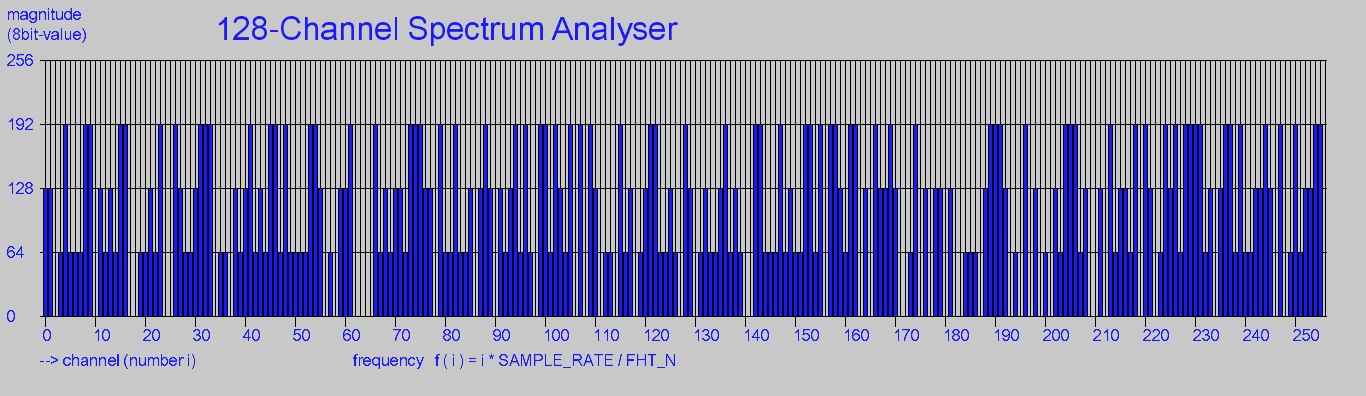 magnitude
(8bit-value)
128-Channel Spectrum Analyser
256
192
128
64
0
0 10 20 30 40 50 60 70 80 90 100 110 120 130 140 150 160 170 180 190 200 210 220 230 240 250
--> channel (number i) frequency f ( i ) = i * SAMPLE_RATE / FHT_N